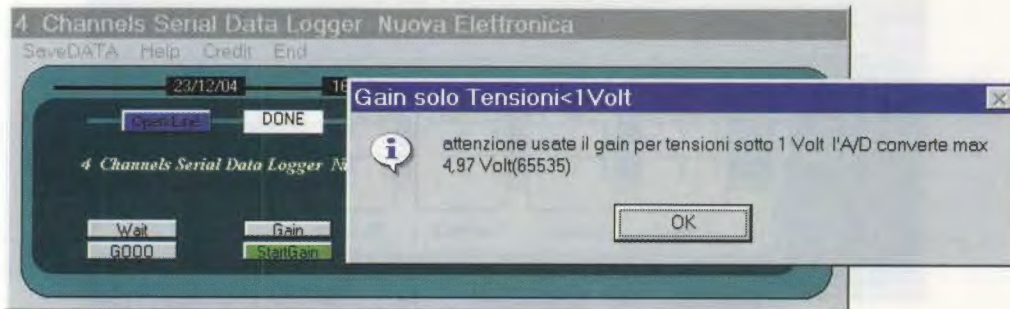 4 Channels Serial Data Logger Nuova Elettronica
SaveDATA Help Credit End
23/12/04
Open Line DONE
4 Channels Serial Data Logger
Wait Gain
GOOO StartGain
Gain solo Tensioni<1Volt
attenzione usate il gain per tensioni sotto 1 Volt l'A/D converte max
4,97 Volt(65535)
OK